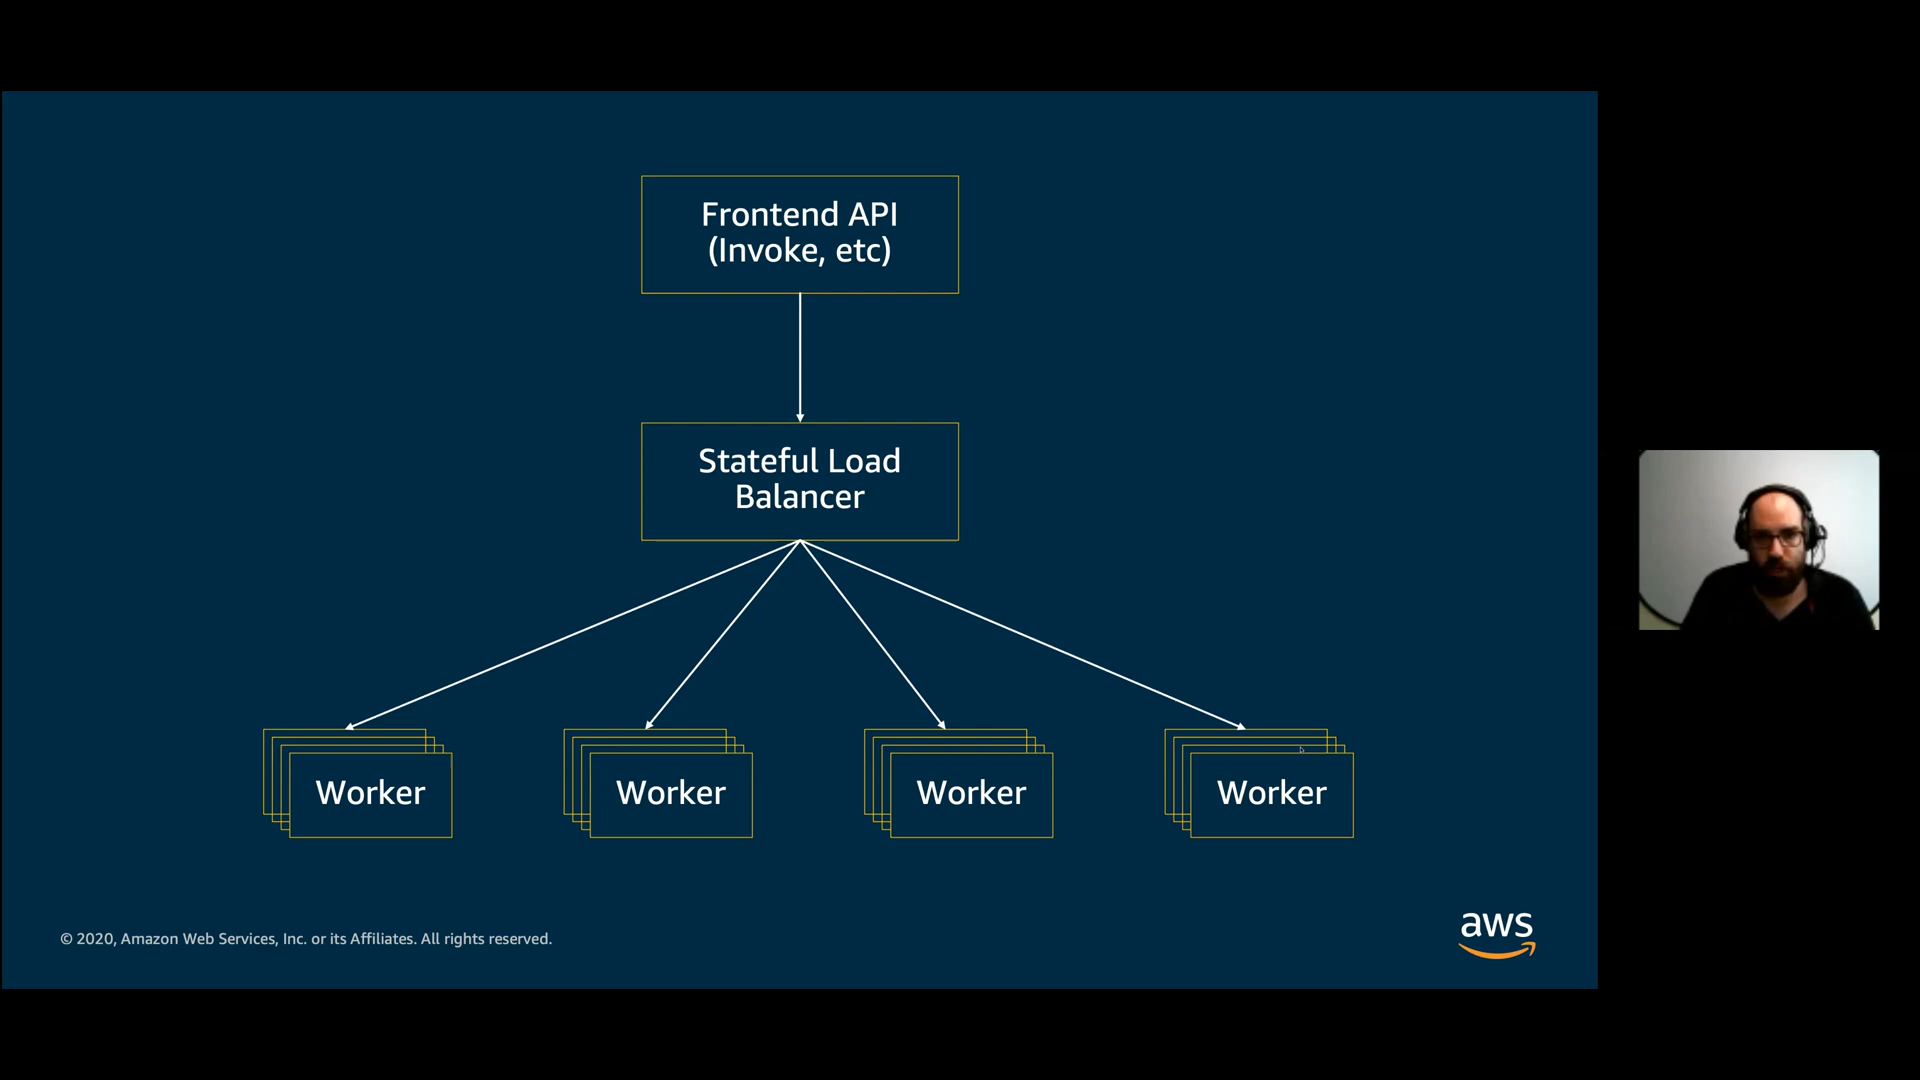 Frontend API
(Invoke, etc)
Stateful Load
Balancer
Worker
Worker
Worker
Worker
© 2020, Amazon Web Services, Inc. or its Affiliates. All rights reserved.
aws